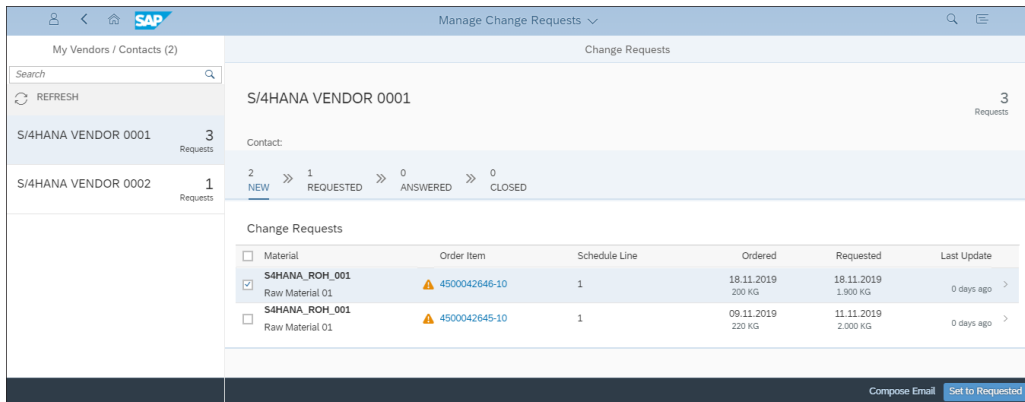 SAP
Manage Change Requests
My Vendors / Contacts (2)
Search
REFRESH
S/4HANA VENDOR 0001
3
Requests
S/4HANA VENDOR 0002
1
Requests
Change Requests
S/4HANA VENDOR 0001
3
Requests
Contact:
2 1 0 0
NEW REQUESTED ANSWERED CLOSED
Change Requests
Material Order Item Schedule Line Ordered Requested Last Update
S4HANA_ROH_001 4500042646-10 1 18.11.2019 18.11.2019 0 days ago
Raw Material 01 200 KG 1.900 KG
S4HANA_ROH_001 4500042645-10 1 09.11.2019 11.11.2019 0 days ago
Raw Material 01 220 KG 2.000 KG
Compose Email Set to Requested